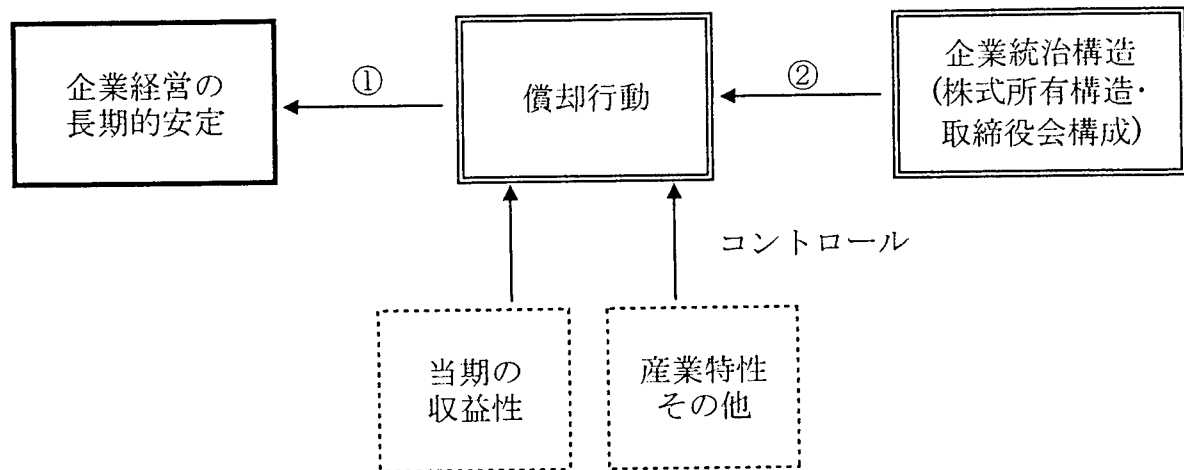 企業経営の
長期的安定
①
償却行動
②
企業統治構造
(株式所有構造・
取締役会構成)
コントロール
当期の
収益性
産業特性
その他